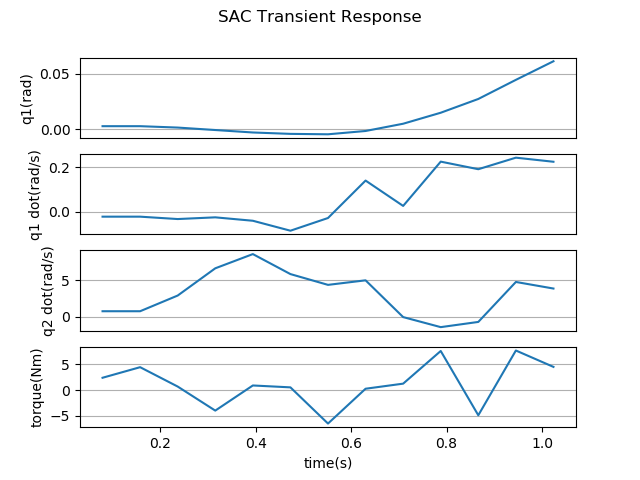 SAC Transient Response
q1(rad)
0.05
0.00
q1 dot(rad/s)
0.2
0.0
q2 dot(rad/s)
5
0
torque(Nm)
5
0
−5
0.2 0.4 0.6 0.8 1.0
time(s)